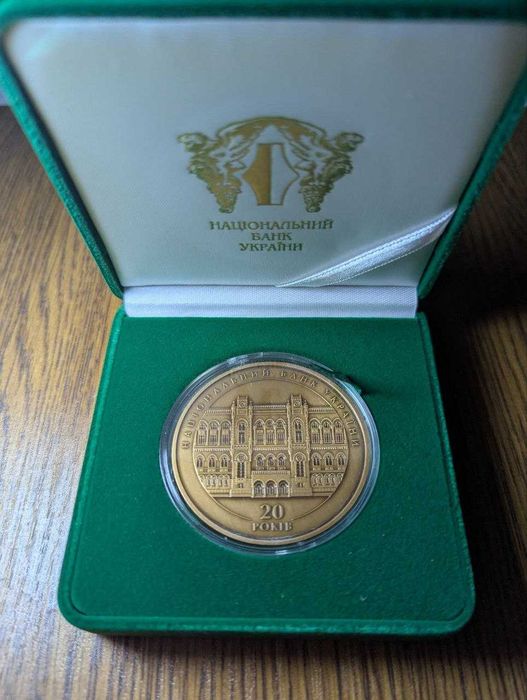 НАЦІОНАЛЬНИЙ
БАНК
УКРАЇНИ
НАЦІОНАЛЬНИЙ БАНК УКРАЇНИ
20
РОКІВ